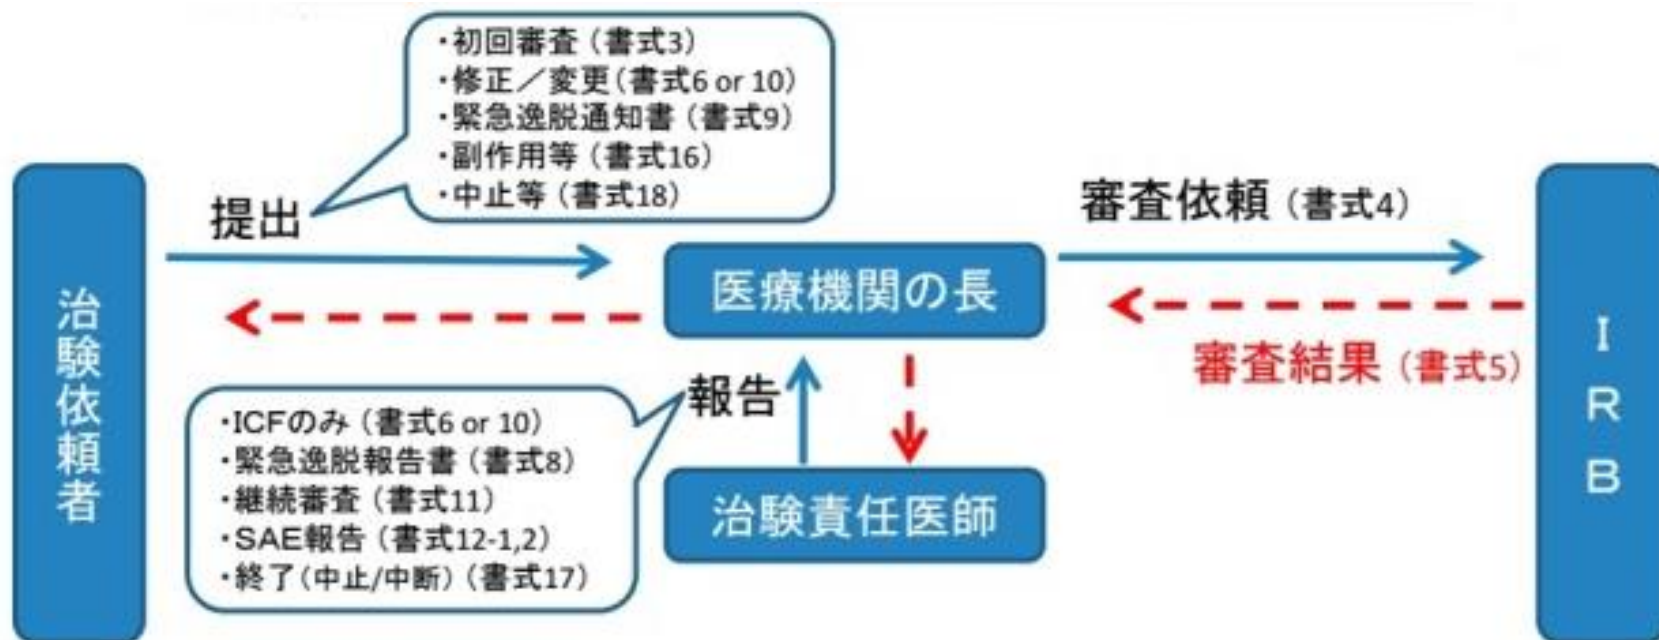 ・初回審査（書式3）
・修正／変更（書式6 or 10）
・緊急逸脱通知書（書式9）
・副作用等（書式16）
・中止等（書式18）
提出
審査依頼（書式4）
治験依頼者
医療機関の長
IRB
審査結果（書式5）
報告
・ICFのみ（書式6 or 10）
・緊急逸脱報告書（書式8）
・継続審査（書式11）
・SAE報告（書式12-1,2）
・終了（中止/中断）（書式17）
治験責任医師